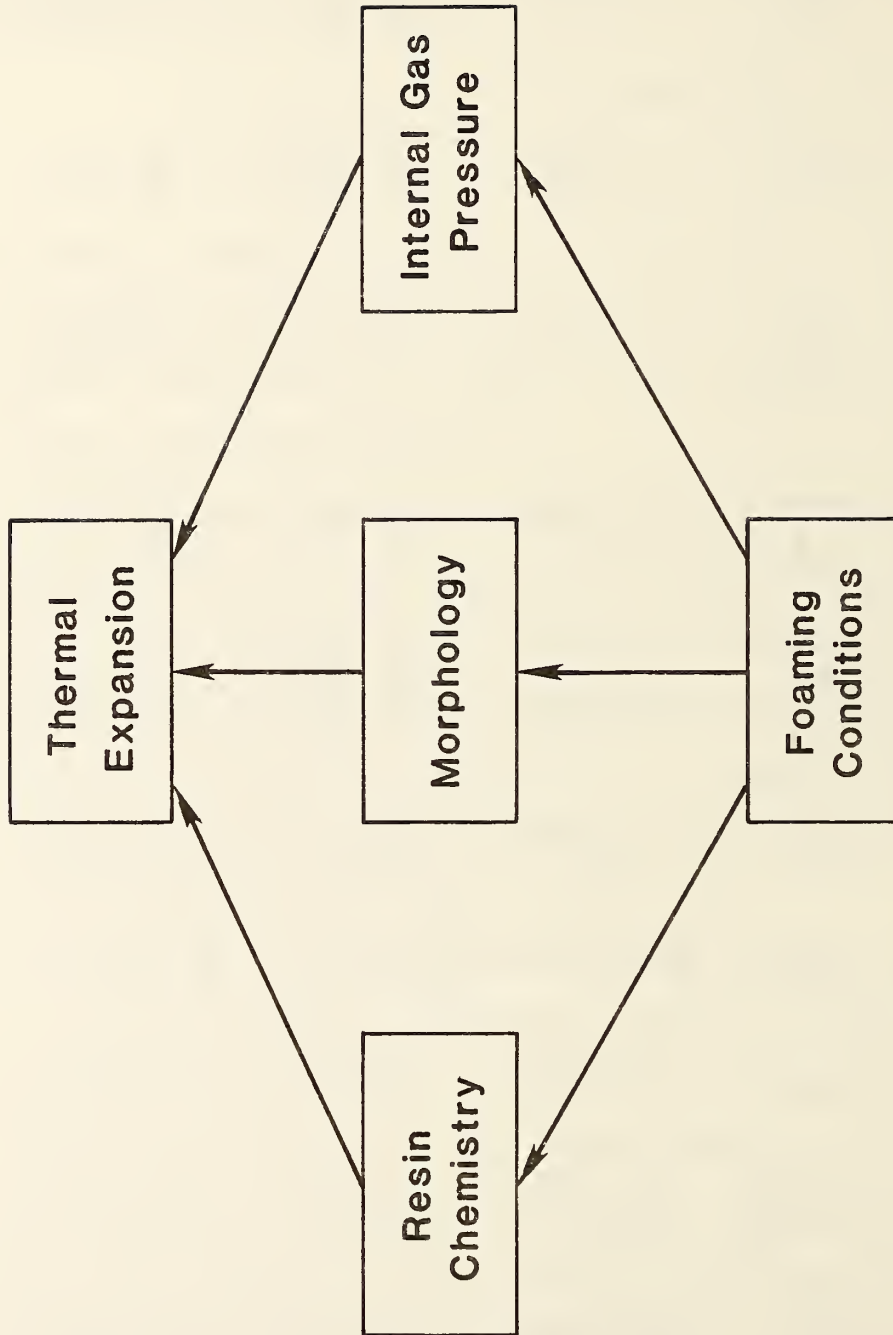 Thermal
Expansion
Resin
Chemistry
Morphology
Internal Gas
Pressure
Foaming
Conditions